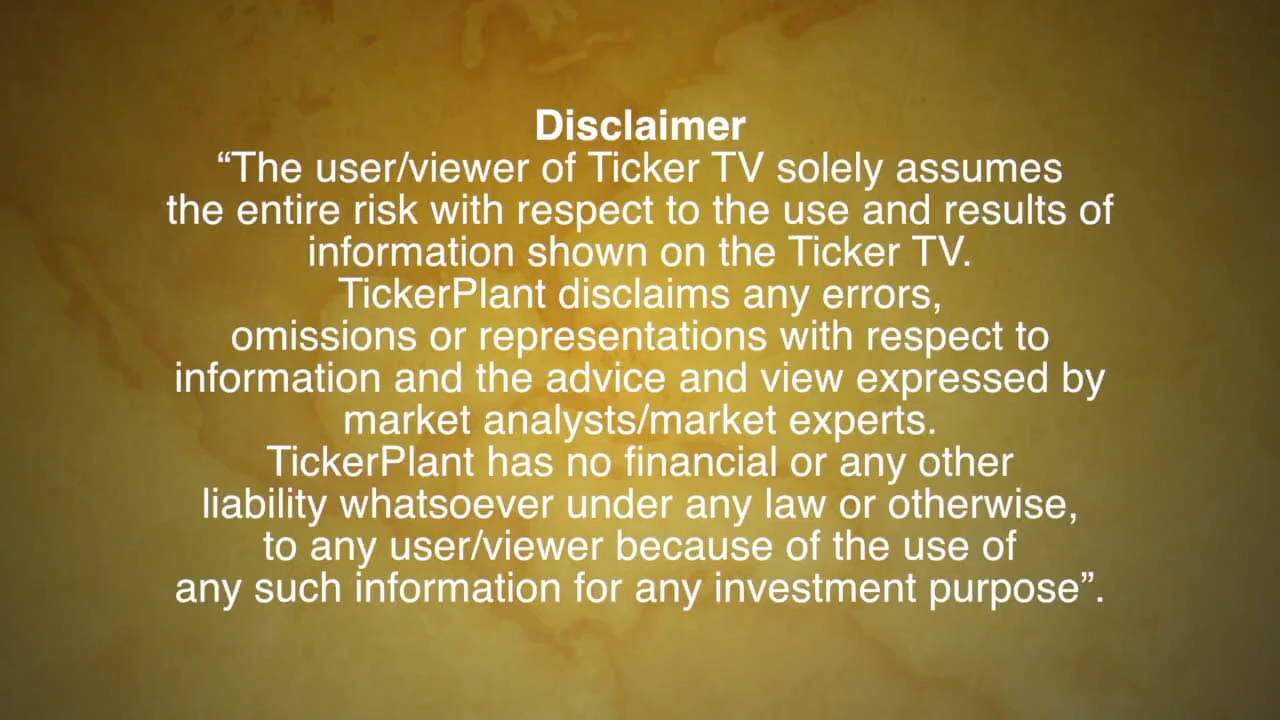 Disclaimer
“The user/viewer of Ticker TV solely assumes
the entire risk with respect to the use and results of
information shown on the Ticker TV.
TickerPlant disclaims any errors,
omissions or representations with respect to
information and the advice and view expressed by
market analysts/market experts.
TickerPlant has no financial or any other
liability whatsoever under any law or otherwise,
to any user/viewer because of the use of
any such information for any investment purpose”.